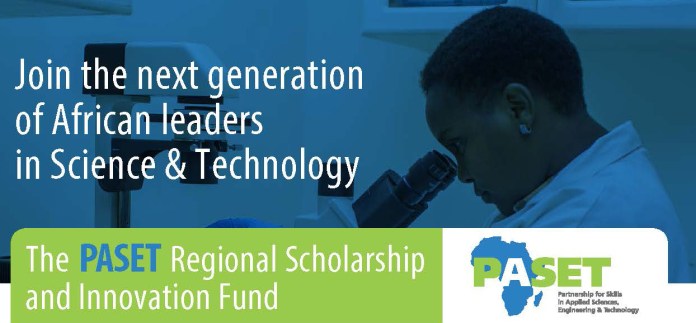 Join the next generation
of African leaders
in Science & Technology
The PASET Regional Scholarship
and Innovation Fund
PASET
Partnership for Skills
in Applied Sciences,
Engineering & Technology